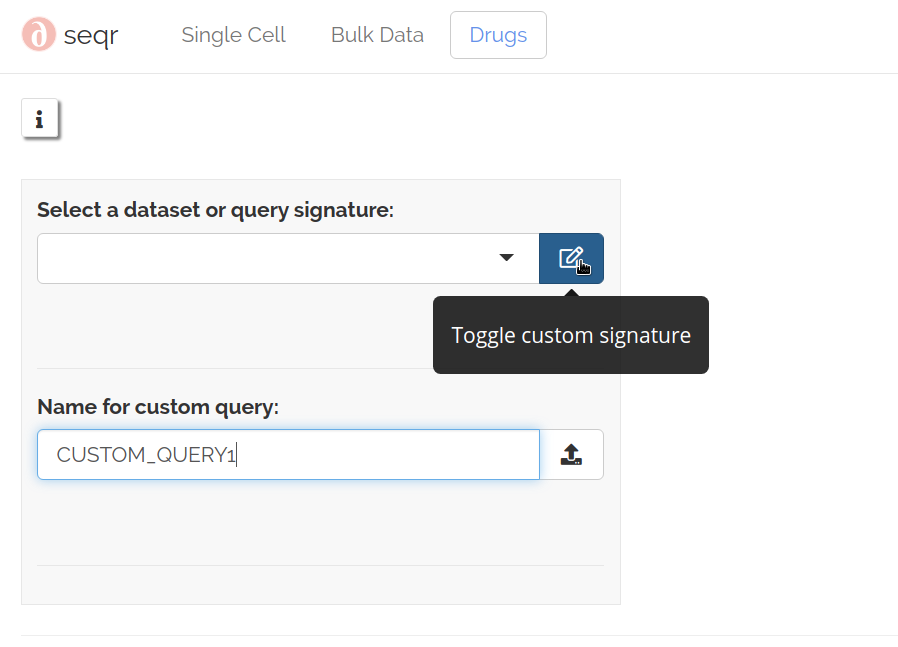 seqr Single Cell Bulk Data Drugs
i
Select a dataset or query signature:
Toggle custom signature
Name for custom query:
CUSTOM_QUERY1